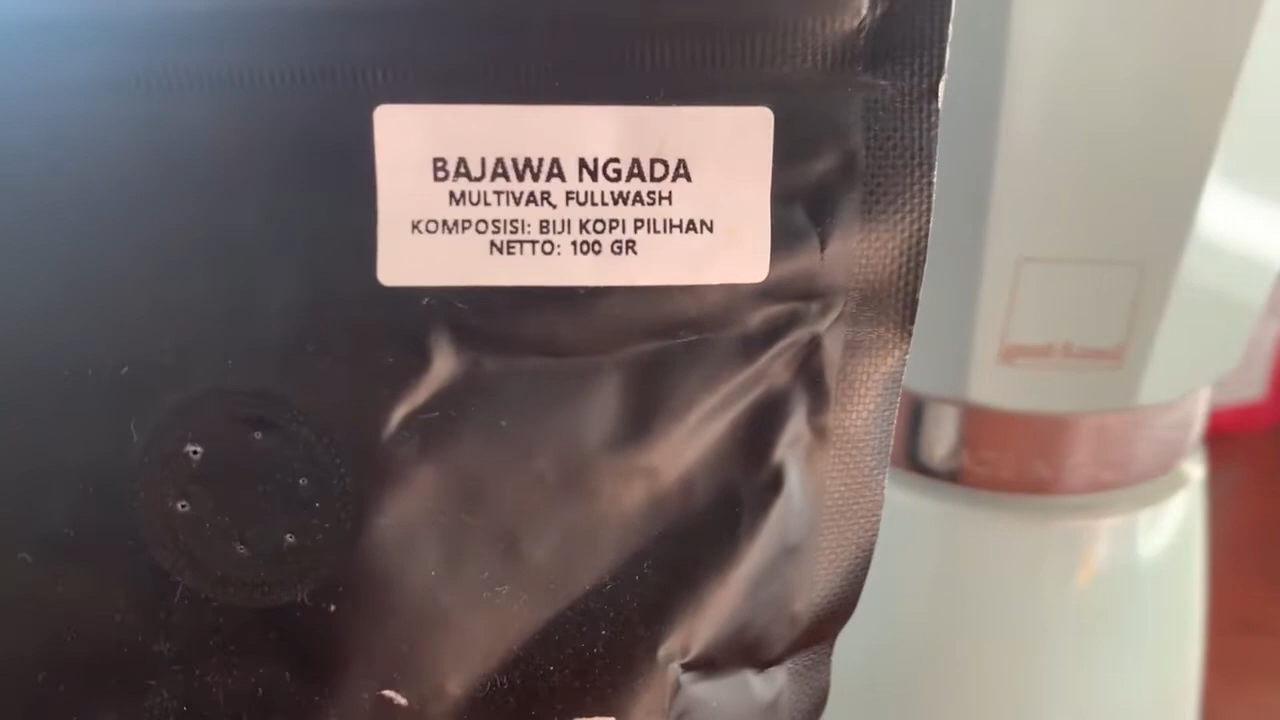 BAJAWA NGADA
MULTIVAR, FULLWASH
KOMPOSISI: BIJI KOPI PILIHAN
NETTO: 100 GR